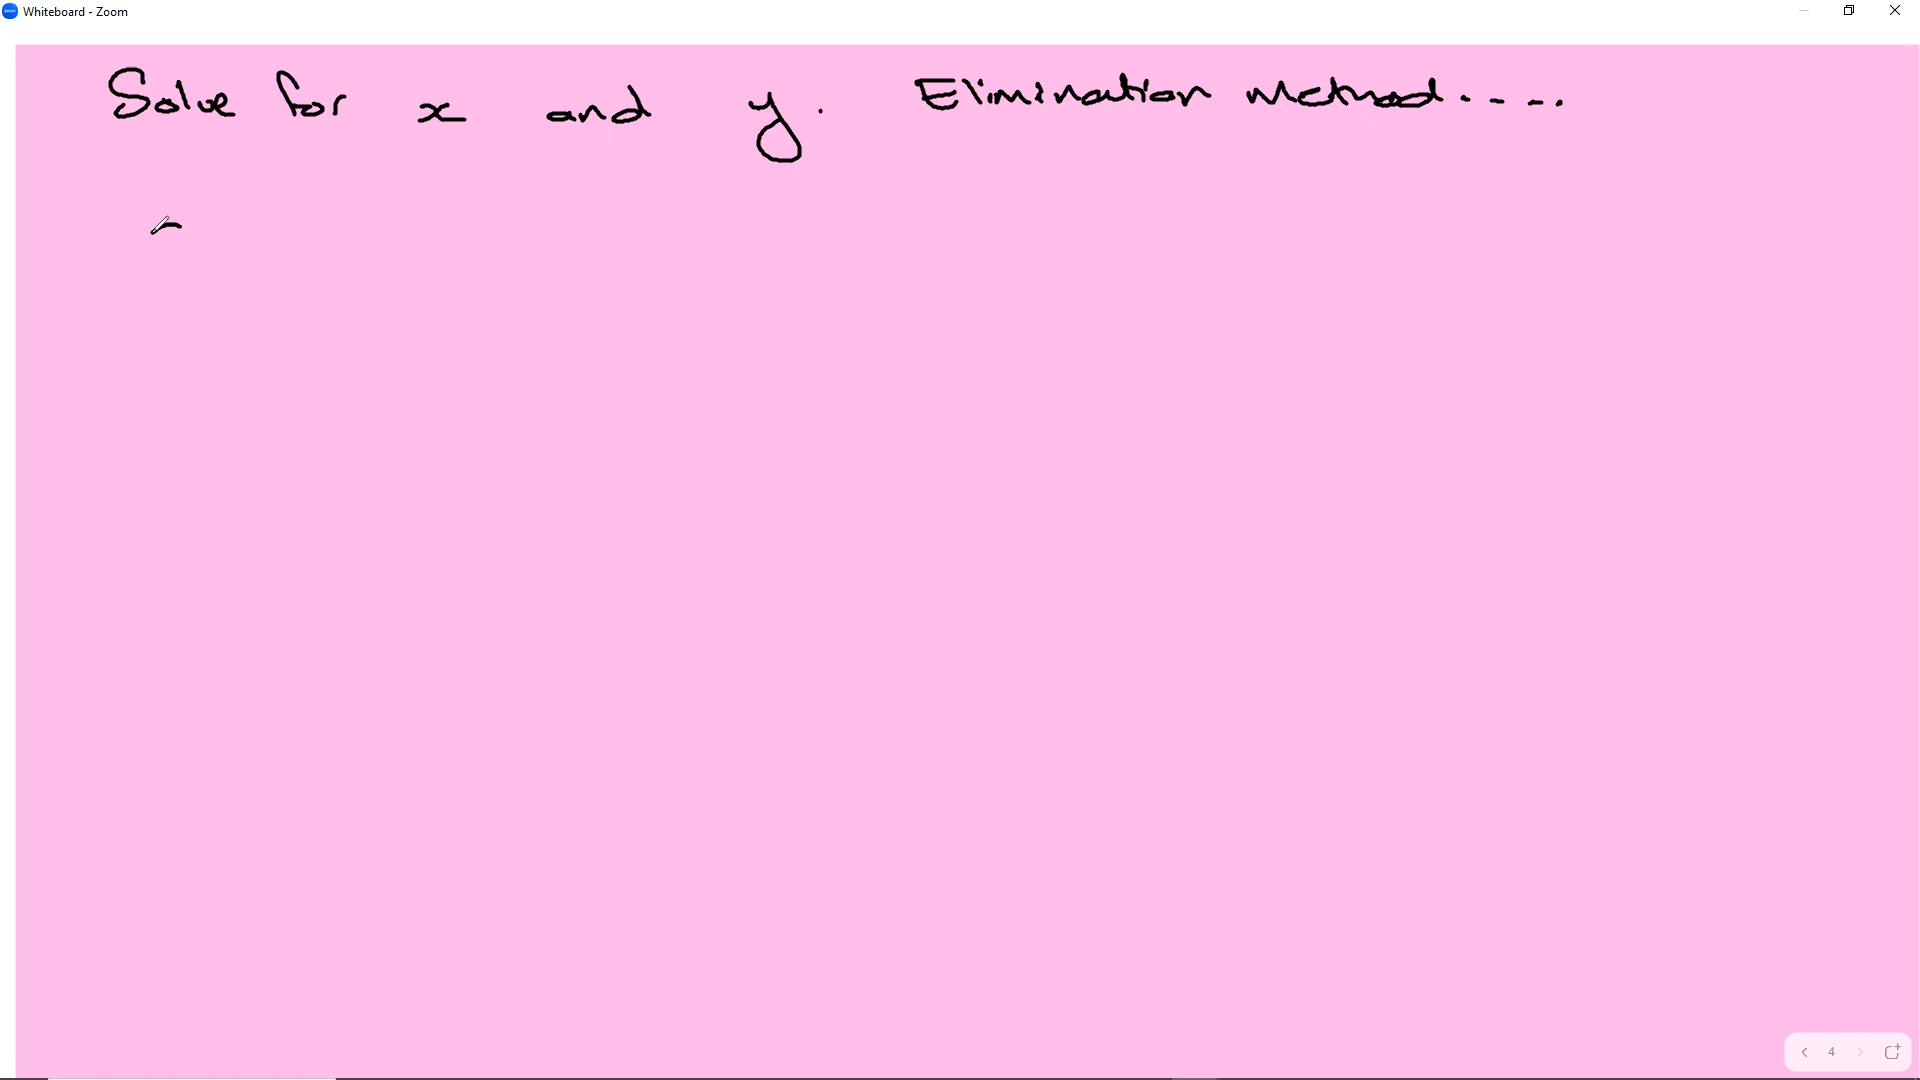 Whiteboard - Zoom
Solve for x and y. Elimination Method.---.
4